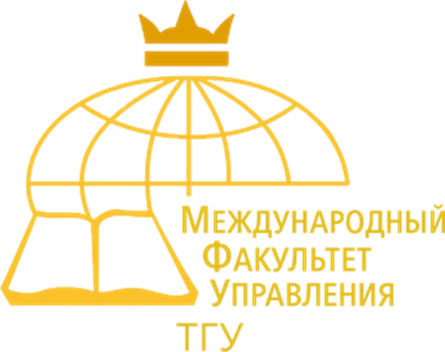 Международный
Факультет
Управления
ТГУ